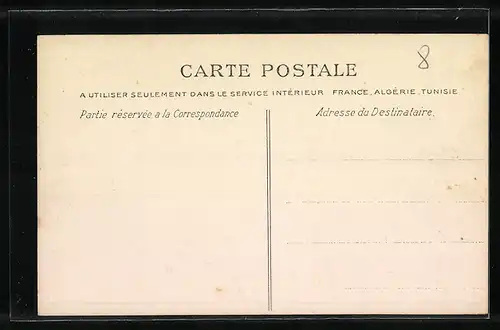 8
CARTE POSTALE
A UTILISER SEULEMENT DANS LE SERVICE INTÉRIEUR FRANCE, ALGÉRIE, TUNISIE
Partie réservée a la Correspondance
Adresse du Destinataire.